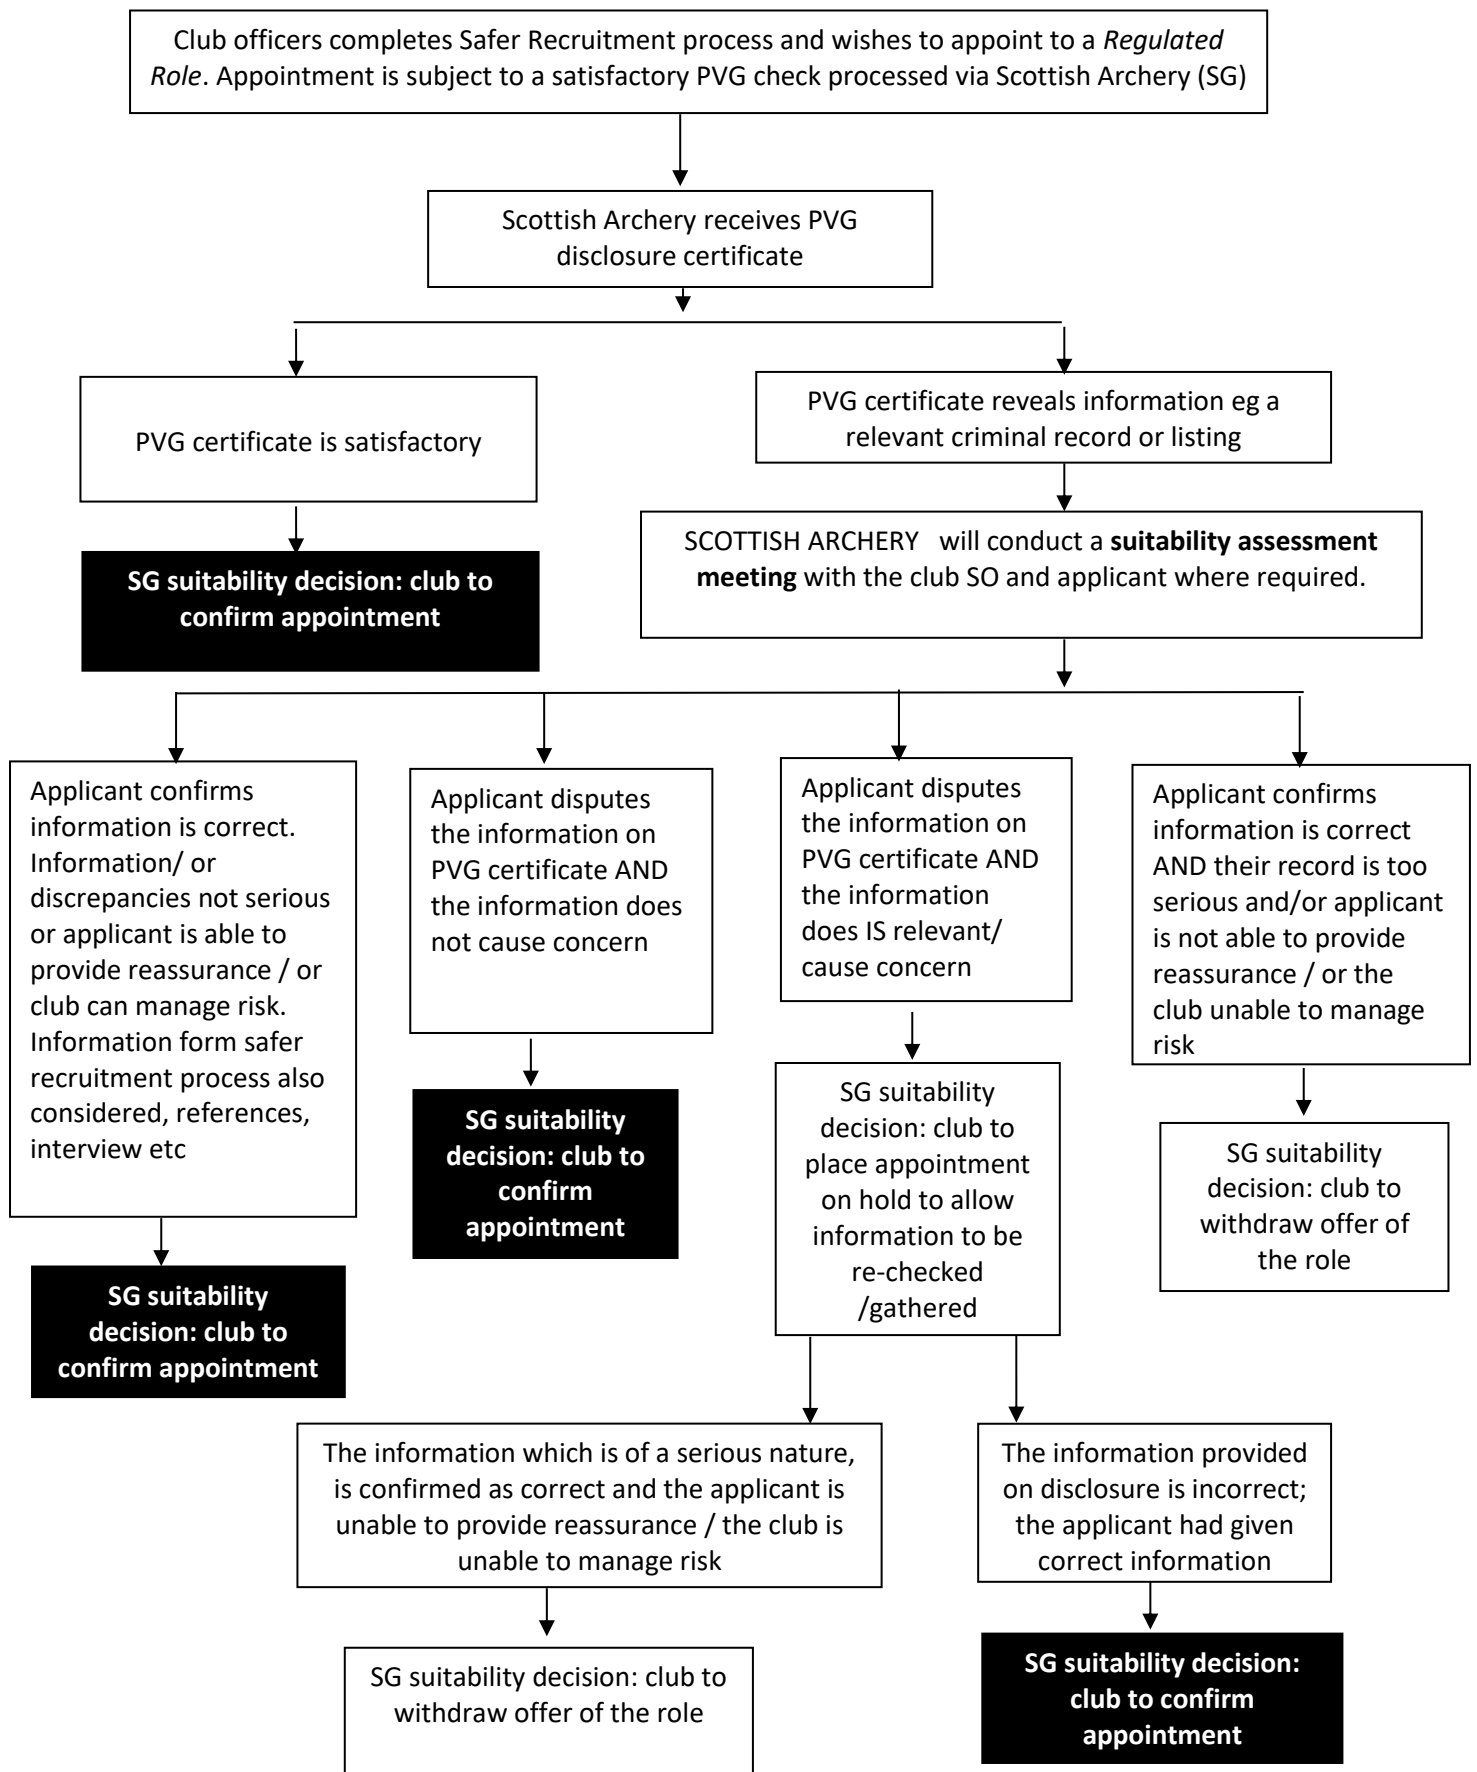 Club officers completes Safer Recruitment process and wishes to appoint to a Regulated
Role. Appointment is subject to a satisfactory PVG check processed via Scottish Archery (SG)
Scottish Archery receives PVG
disclosure certificate
PVG certificate is satisfactory
PVG certificate reveals information eg a
relevant criminal record or listing
SG suitability decision: club to
confirm appointment
SCOTTISH ARCHERY will conduct a suitability assessment
meeting with the club SO and applicant where required.
Applicant confirms
information is correct.
Information/ or
discrepancies not serious
or applicant is able to
provide reassurance / or
club can manage risk.
Information form safer
recruitment process also
considered, references,
interview etc
SG suitability
decision: club to
confirm appointment
Applicant disputes
the information on
PVG certificate AND
the information does
not cause concern
SG suitability
decision: club to
confirm
appointment
Applicant disputes
the information on
PVG certificate AND
the information
does IS relevant/
cause concern
SG suitability
decision: club to
place appointment
on hold to allow
information to be
re-checked
/gathered
Applicant confirms
information is correct
AND their record is too
serious and/or applicant
is not able to provide
reassurance / or the
club unable to manage
risk
SG suitability
decision: club to
withdraw offer of
the role
The information which is of a serious nature,
is confirmed as correct and the applicant is
unable to provide reassurance / the club is
unable to manage risk
SG suitability decision: club to
withdraw offer of the role
The information provided
on disclosure is incorrect;
the applicant had given
correct information
SG suitability decision:
club to confirm
appointment